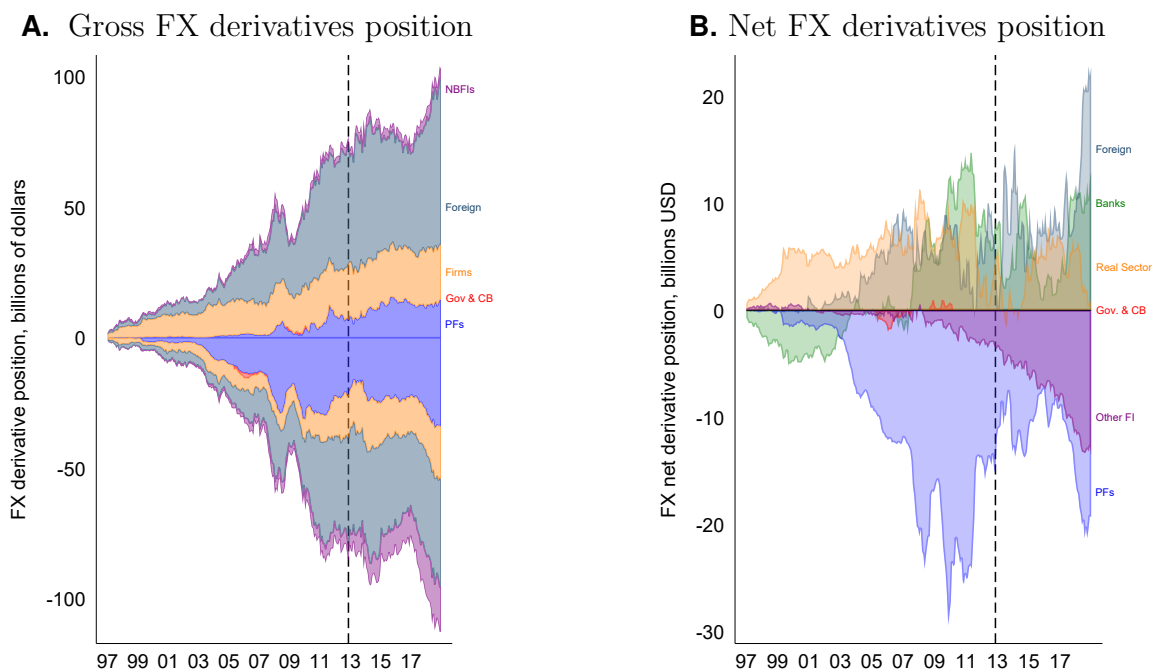 A. Gross FX derivatives position
FX derivative position, billions of dollars
100
50
0
-50
-100
97 99 01 03 05 07 09 11 13 15 17
NBFIs
Foreign
Firms
Gov & CB
PFs
B. Net FX derivatives position
FX net derivative position, billions USD
20
10
0
-10
-20
-30
97 99 01 03 05 07 09 11 13 15 17
Foreign
Banks
Real Sector
Gov. & CB
Other FI
PFs